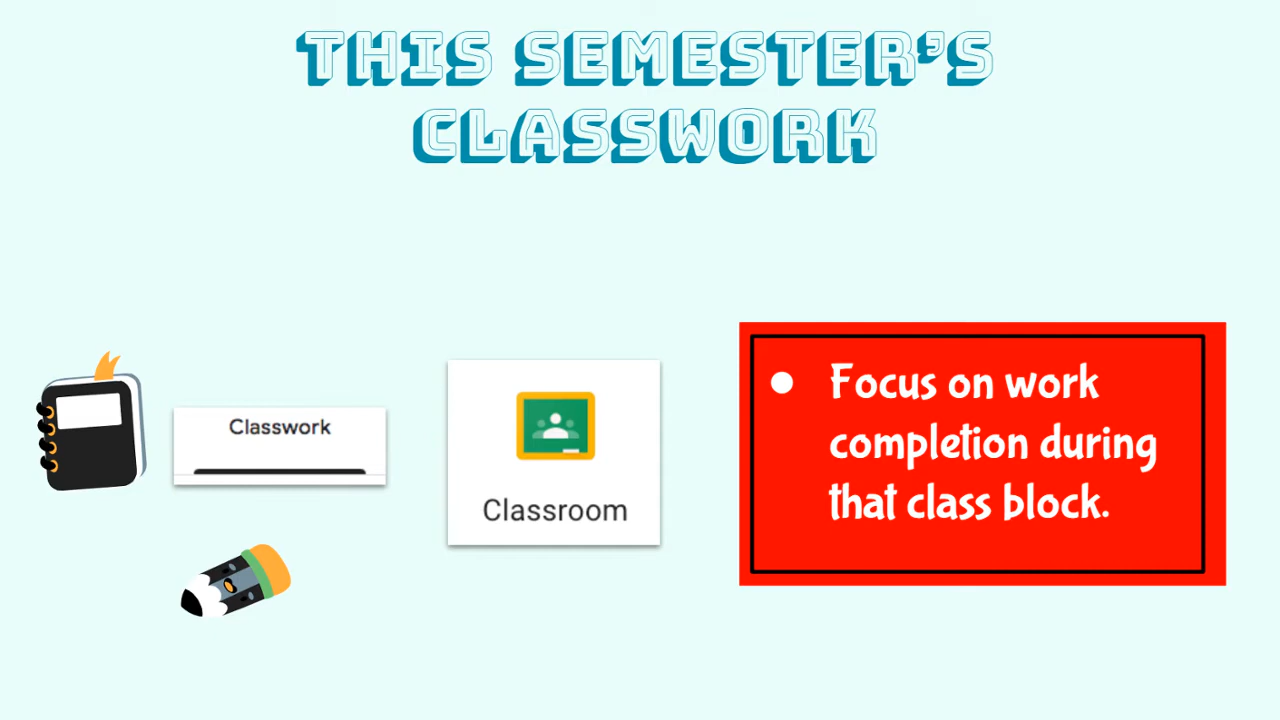 THIS SEMESTER'S
CLASSWORK
Classwork
Classroom
● Focus on work
completion during
that class block.